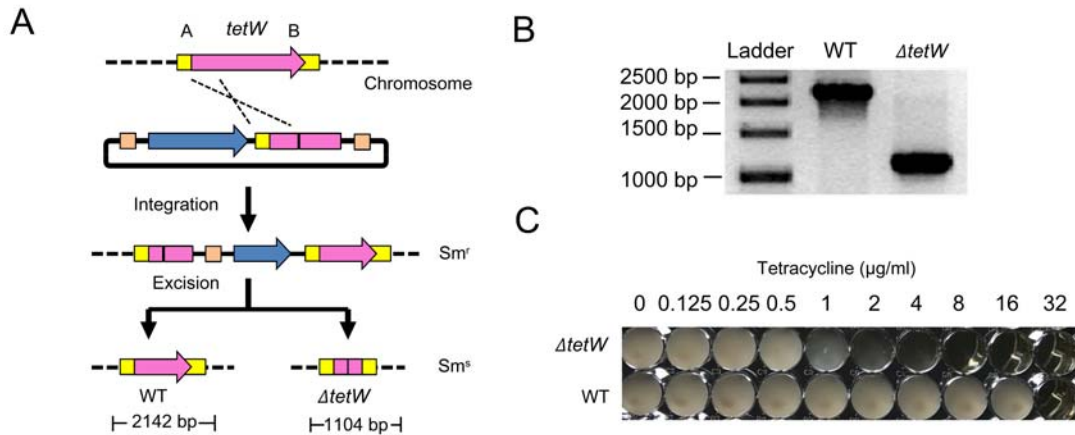 A
A tetW B
Chromosome
Integration
Smʳ
Excision
Smˢ
WT
ΔtetW
2142 bp
1104 bp
B
Ladder WT ΔtetW
2500 bp
2000 bp
1500 bp
1000 bp
C
Tetracycline (μg/ml)
0 0.125 0.25 0.5 1 2 4 8 16 32
ΔtetW
WT